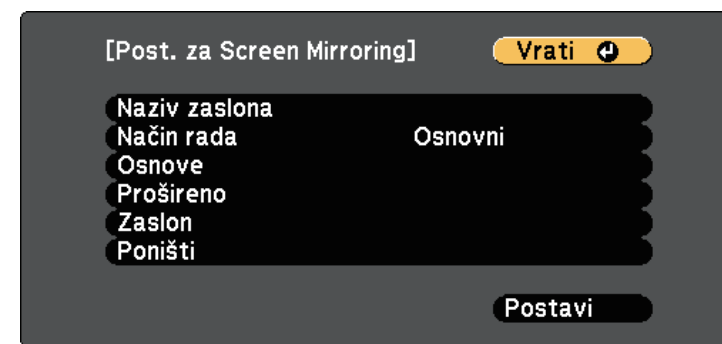 [Post. za Screen Mirroring] Vrati
Naziv zaslona
Način rada Osnovni
Osnove
Prošireno
Zaslon
Poništi
Postavi